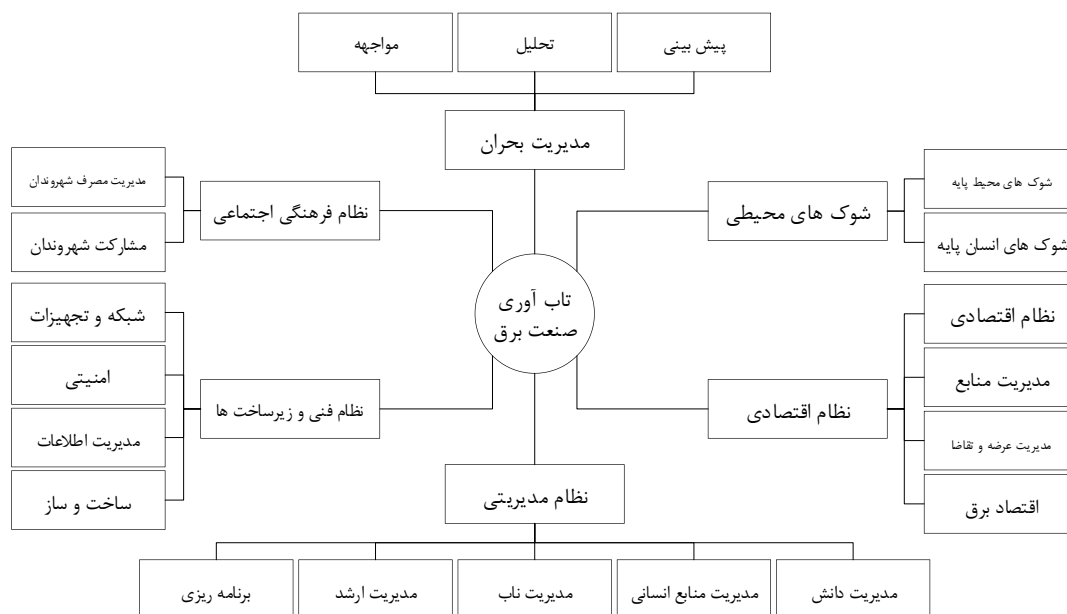 پیش بینی
تحلیل
مواجهه
مدیریت بحران
شوک های محیط پایه
شوک های محیطی
شوک های انسان پایه
نظام فرهنگی اجتماعی
مدیریت مصرف شهروندان
مشارکت شهروندان
تاب آوری
صنعت برق
نظام اقتصادی
مدیریت منابع
نظام اقتصادی
مدیریت عرضه و تقاضا
اقتصاد برق
شبکه و تجهیزات
امنیتی
نظام فنی و زیرساخت ها
مدیریت اطلاعات
ساخت و ساز
نظام مدیریتی
مدیریت دانش
مدیریت منابع انسانی
مدیریت ناب
مدیریت ارشد
برنامه ریزی